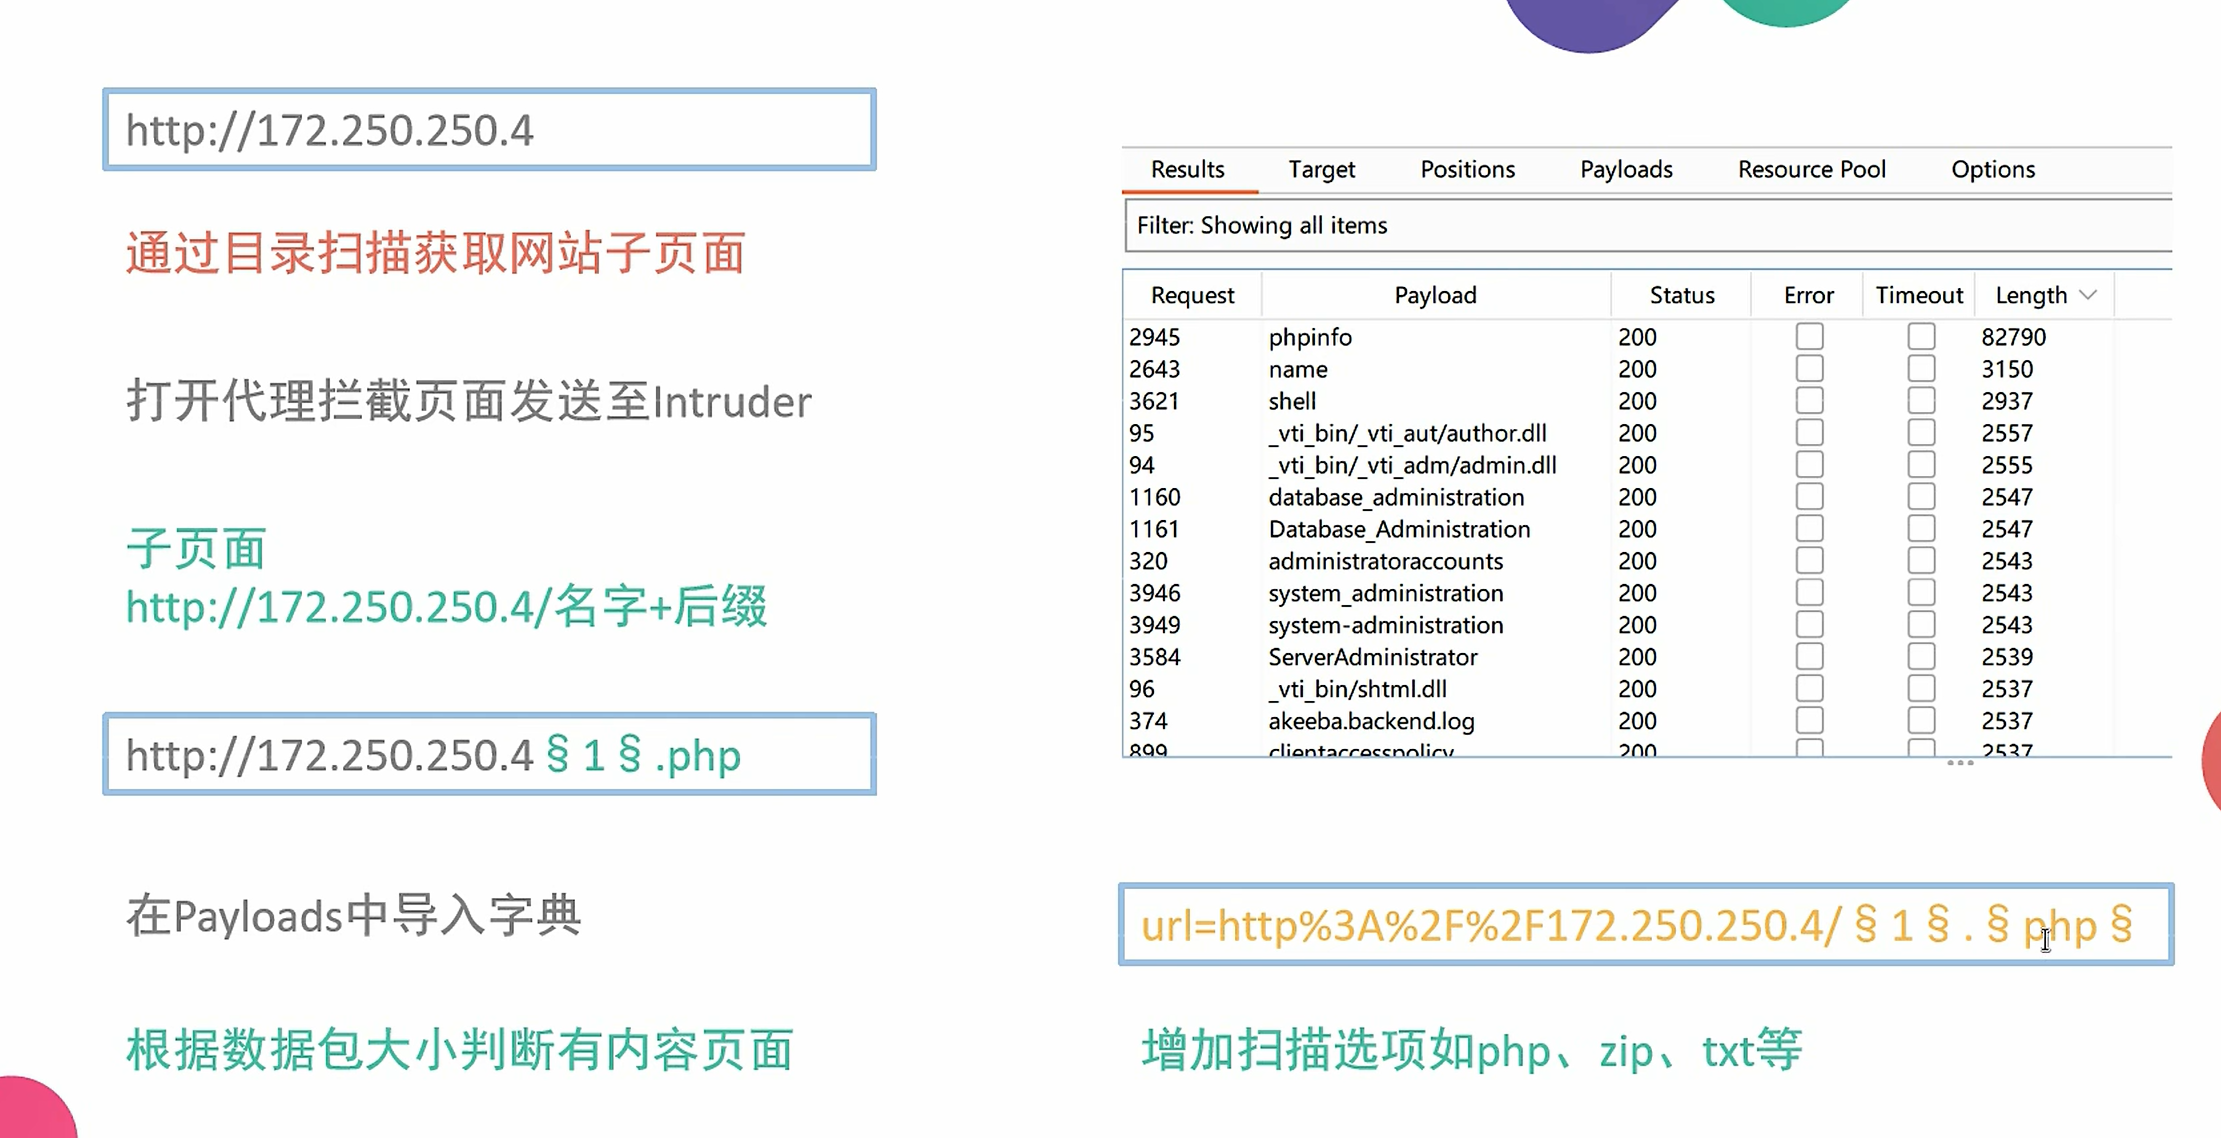 http://172.250.250.4
通过目录扫描获取网站子页面
打开代理拦截页面发送至Intruder
子页面
http://172.250.250.4/名字+后缀
http://172.250.250.4§1§.php
在Payloads中导入字典
根据数据包大小判断有内容页面
Results Target Positions Payloads Resource Pool Options
Filter: Showing all items
Request Payload Status Error Timeout Length
2945 phpinfo 200 82790
2643 name 200 3150
3621 shell 200 2937
95 _vti_bin/_vti_aut/author.dll 200 2557
94 _vti_bin/_vti_adm/admin.dll 200 2555
1160 database_administration 200 2547
1161 Database_Administration 200 2547
320 administratoraccounts 200 2543
3946 system_administration 200 2543
3949 system-administration 200 2543
3584 ServerAdministrator 200 2539
96 _vti_bin/shtml.dll 200 2537
374 akeeba.backend.log 200 2537
899 clientaccesspolicy 200 2537
url=http%3A%2F%2F172.250.250.4/§1§.§php§
增加扫描选项如php、zip、txt等